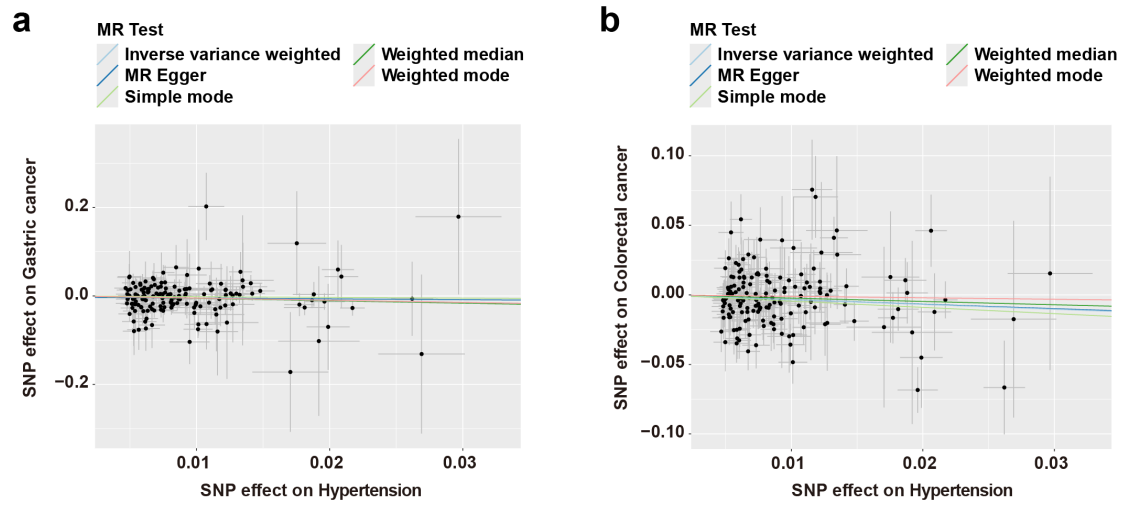 a
MR Test
Inverse variance weighted
Weighted median
MR Egger
Weighted mode
Simple mode
SNP effect on Gastric cancer
0.2
0.0
−0.2
0.01
0.02
0.03
SNP effect on Hypertension
b
MR Test
Inverse variance weighted
Weighted median
MR Egger
Weighted mode
Simple mode
SNP effect on Colorectal cancer
0.10
0.05
0.00
−0.05
−0.10
0.01
0.02
0.03
SNP effect on Hypertension